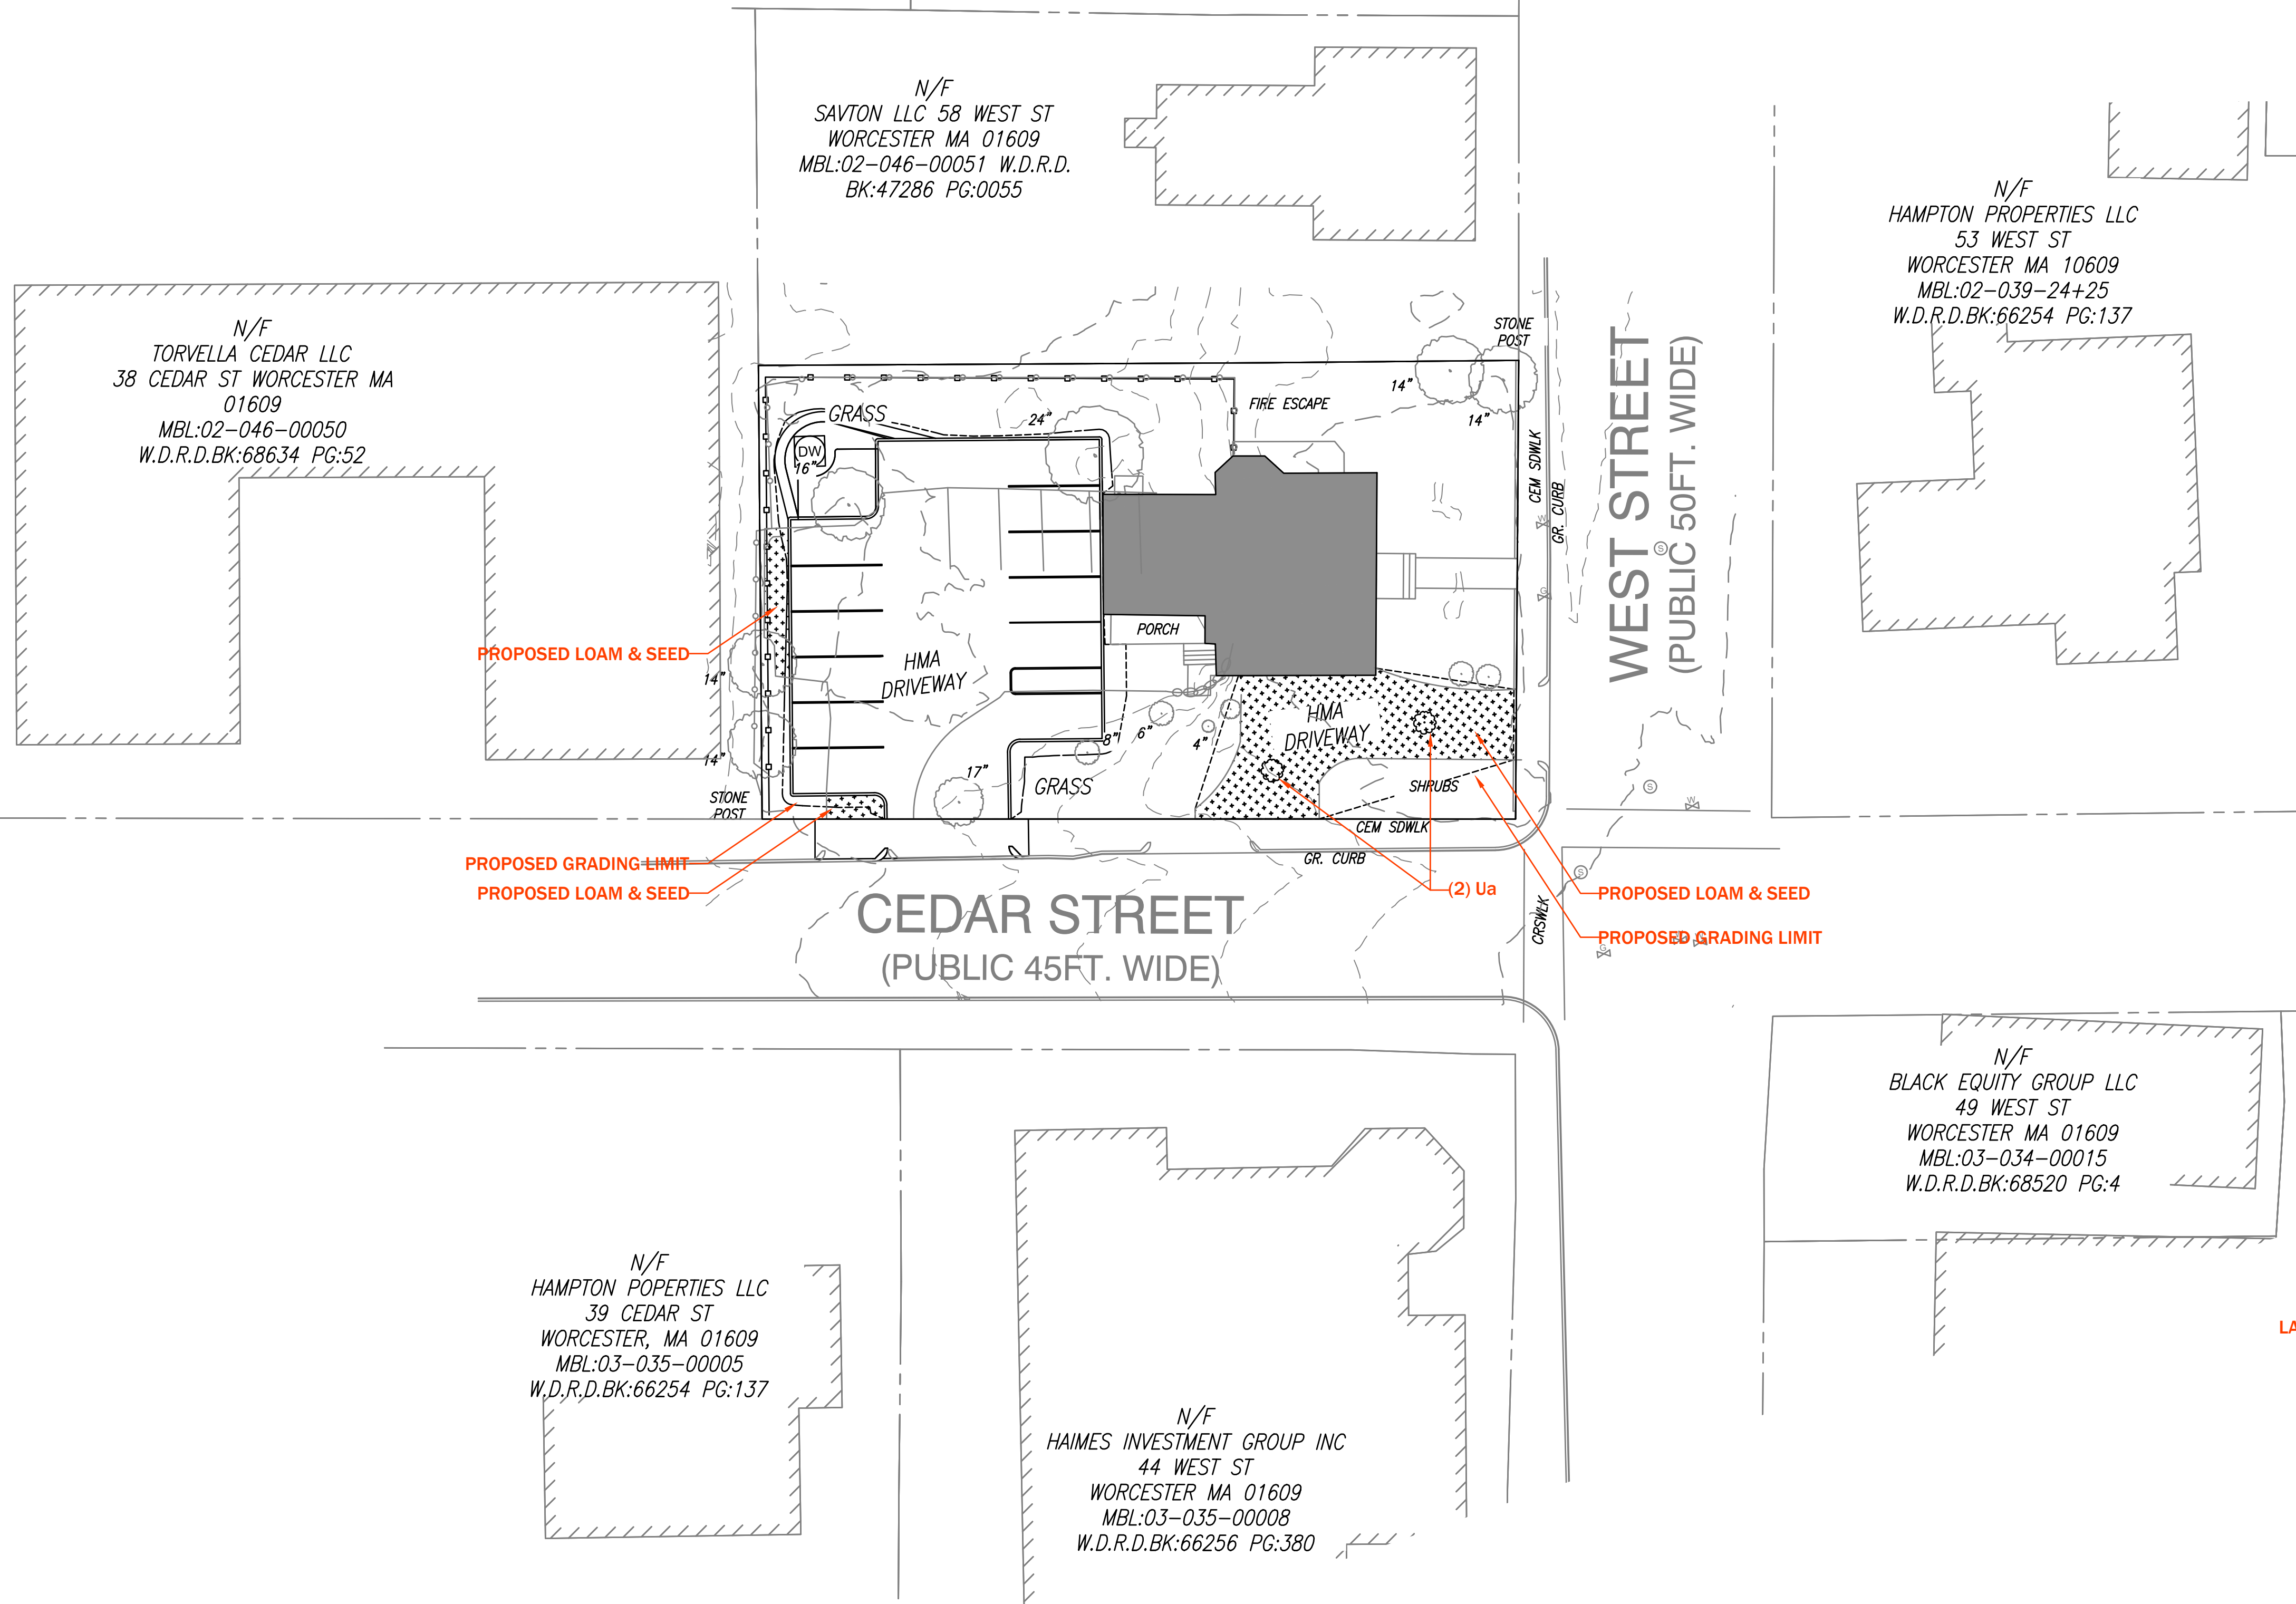 N/F
SAVTON LLC 58 WEST ST
WORCESTER MA 01609
MBL:02-046-00051 W.D.R.D.
BK:47286 PG:0055
N/F
HAMPTON PROPERTIES LLC
53 WEST ST
WORCESTER MA 10609
MBL:02-039-24+25
W.D.R.D.BK:66254 PG:137
N/F
TORVELLA CEDAR LLC
38 CEDAR ST WORCESTER MA
01609
MBL:02-046-00050
W.D.R.D.BK:68634 PG:52
STONE
POST
14"
14"
FIRE ESCAPE
GRASS
24"
DW
16"
CEM SDWLK
GR. CURB
W
S
G
WEST STREET
(PUBLIC 50FT. WIDE)
PORCH
PROPOSED LOAM & SEED
HMA
DRIVEWAY
14"
14"
HMA
DRIVEWAY
8"
6"
4"
17"
GRASS
SHRUBS
STONE
POST
CEM SDWLK
GR. CURB
S
W
S
PROPOSED GRADING LIMIT
PROPOSED LOAM & SEED
(2) Ua
PROPOSED LOAM & SEED
PROPOSED GRADING LIMIT
G
CRSWLK
CEDAR STREET
(PUBLIC 45FT. WIDE)
N/F
BLACK EQUITY GROUP LLC
49 WEST ST
WORCESTER MA 01609
MBL:03-034-00015
W.D.R.D.BK:68520 PG:4
N/F
HAMPTON POPERTIES LLC
39 CEDAR ST
WORCESTER, MA 01609
MBL:03-035-00005
W.D.R.D.BK:66254 PG:137
N/F
HAIMES INVESTMENT GROUP INC
44 WEST ST
WORCESTER MA 01609
MBL:03-035-00008
W.D.R.D.BK:66256 PG:380
LA